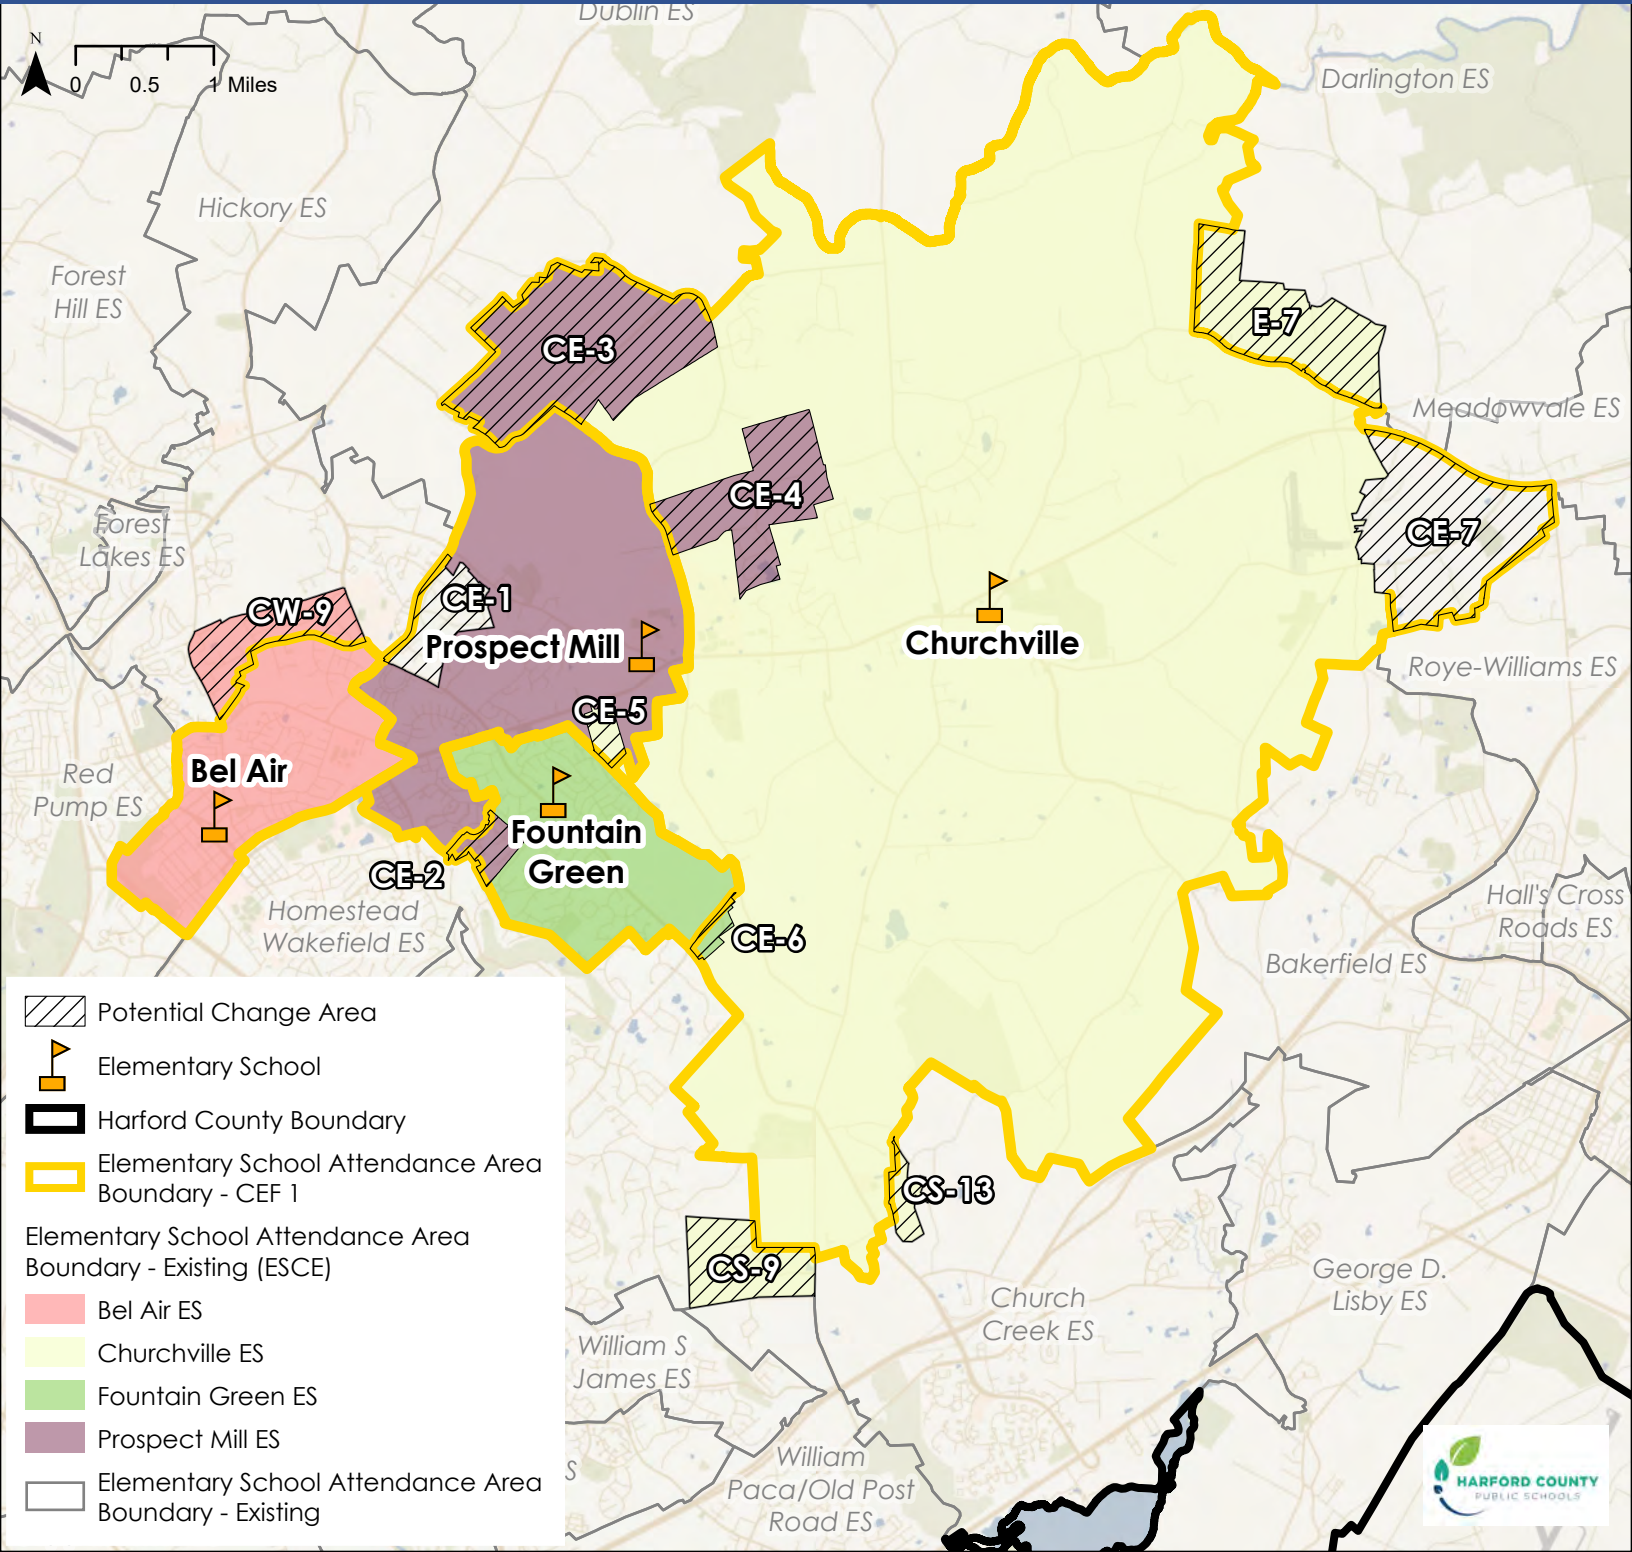 Dublin ES
N
0 0.5 1 Miles
Darlington ES
Hickory ES
Forest
Hill ES
E-7
CE-3
Meadowvale ES
CE-4
Forest
Lakes ES
CE-7
CE-1
CW-9
Prospect Mill
Churchville
Roye-Williams ES
CE-5
Bel Air
Red
Pump ES
Fountain
Green
CE-2
Homestead
Wakefield ES
CE-6
Hall's Cross
Roads ES
Bakerfield ES
CS-13
CS-9
George D.
Lisby ES
Church
Creek ES
William S
James ES
S
William
Paca/Old Post
Road ES
Potential Change Area
Elementary School
Harford County Boundary
Elementary School Attendance Area
Boundary - CEF 1
Elementary School Attendance Area
Boundary - Existing (ESCE)
Bel Air ES
Churchville ES
Fountain Green ES
Prospect Mill ES
Elementary School Attendance Area
Boundary - Existing
HARFORD COUNTY
PUBLIC SCHOOLS